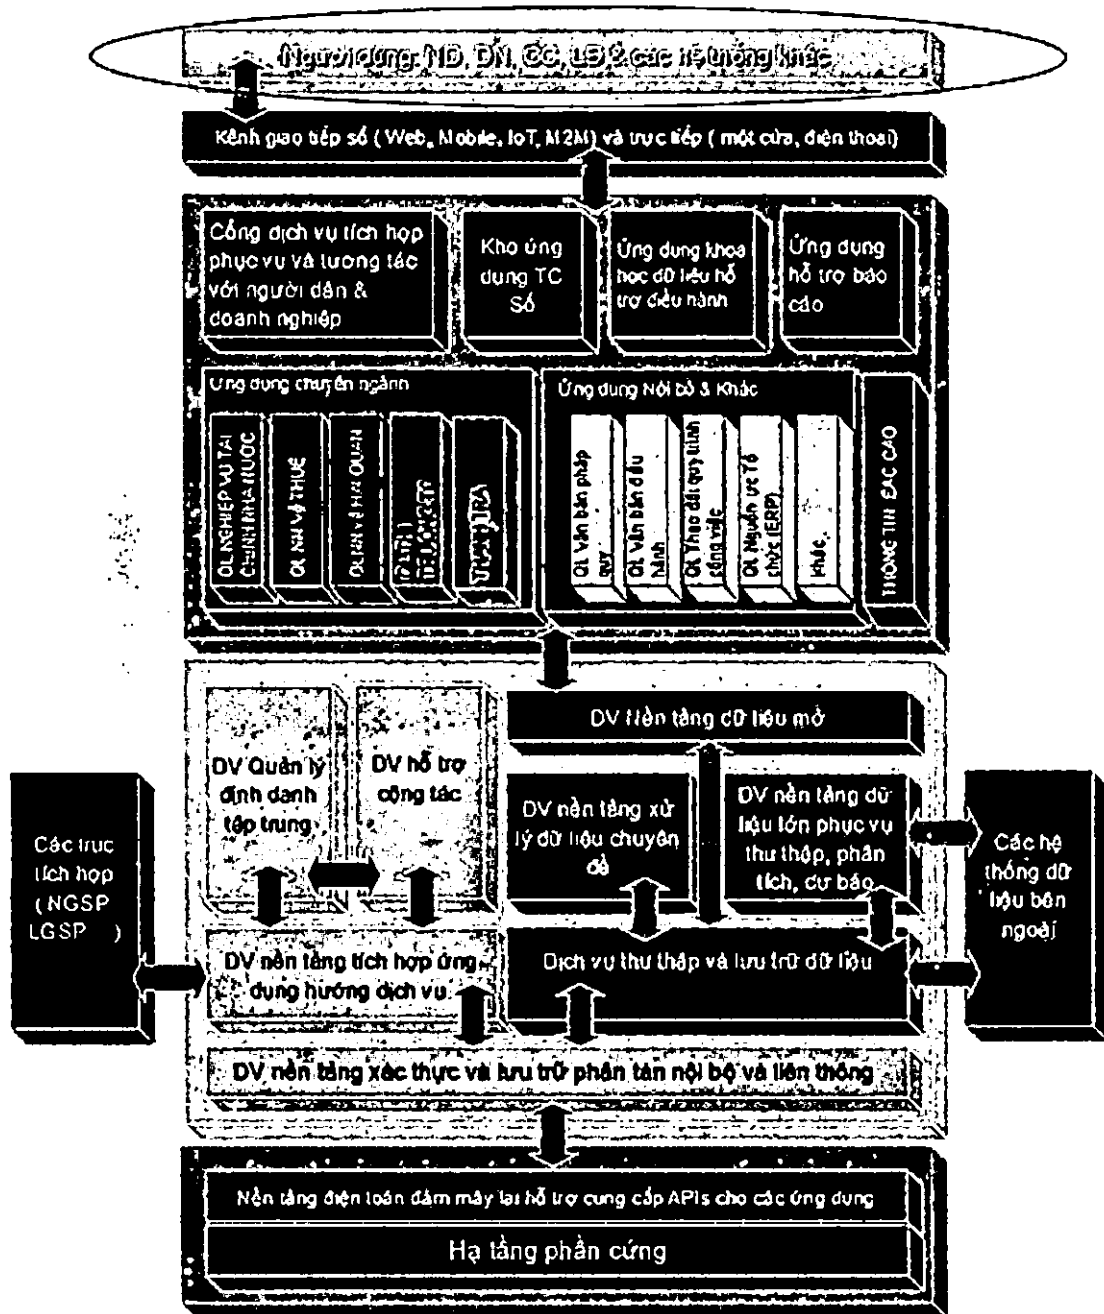 Người dùng: ND, DN, CC, LĐ & các hệ thống khác
Kênh giao tiếp số ( Web, Mobile, IoT, M2M) và trực tiếp ( một cửa, điện thoại)
Cổng dịch vụ tích hợp
phục vụ và tương tác
với người dân &
doanh nghiệp
Kho ứng
dụng TC
Số
Ứng dụng khoa
học dữ liệu hỗ
trợ điều hành
Ứng dụng
hỗ trợ báo
cáo
Ứng dụng chuyên ngành
QL NGHIỆP VỤ TÀI
CHÍNH NHÀ NƯỚC
QL NN VỀ THUẾ
QL NN VỀ HẢI QUAN
THANH TRA
Ứng dụng Nội bộ & Khác
QL Văn bản pháp
quy
QL Văn bản điều
hành
QL Theo dõi quy trình
công việc
QL Nguồn lực Tổ
chức (ERP)
khác
THÔNG TIN BÁO CÁO
DV Quản lý
định danh
tập trung
DV hỗ trợ
cộng tác
DV Nền tảng dữ liệu mở
DV nền tảng xử
lý dữ liệu chuyên
đề
DV nền tảng dữ
liệu lớn phục vụ
thu thập, phân
tích, dự báo
Các trục
tích hợp
( NGSP
LGSP )
Các hệ
thống dữ
liệu bên
ngoài
DV nền tảng tích hợp ứng
dụng hướng dịch vụ
Dịch vụ thu thập và lưu trữ dữ liệu
DV nền tảng xác thực và lưu trữ phân tán nội bộ và liên thông
Nền tảng điện toán đám mây lai hỗ trợ cung cấp APIs cho các ứng dụng
Hạ tầng phần cứng